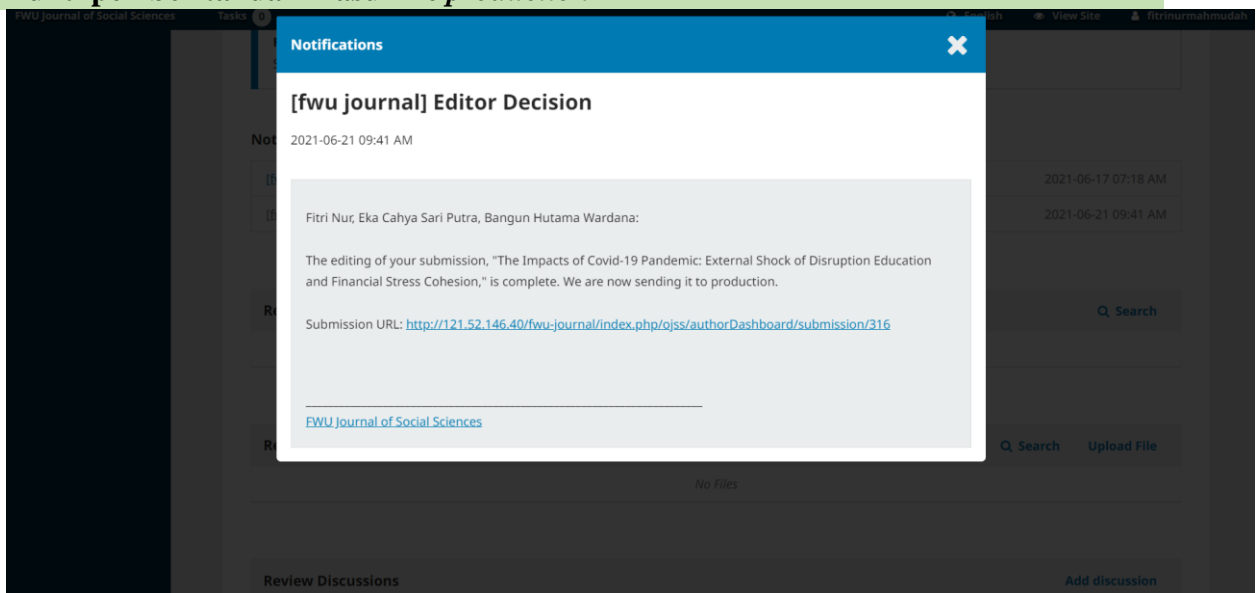 FWU Journal of Social Sciences Tasks 0 English View Site fitrinurmahmudah
Notifications
[fwu journal] Editor Decision
2021-06-21 09:41 AM
Not
2021-06-17 07:18 AM
2021-06-21 09:41 AM
Fitri Nur, Eka Cahya Sari Putra, Bangun Hutama Wardana:
The editing of your submission, "The Impacts of Covid-19 Pandemic: External Shock of Disruption Education
and Financial Stress Cohesion," is complete. We are now sending it to production.
Submission URL: http://121.52.146.40/fwu-journal/index.php/ojss/authorDashboard/submission/316
Re Search
FWU Journal of Social Sciences
Re Search Upload File
No Files
Review Discussions Add discussion